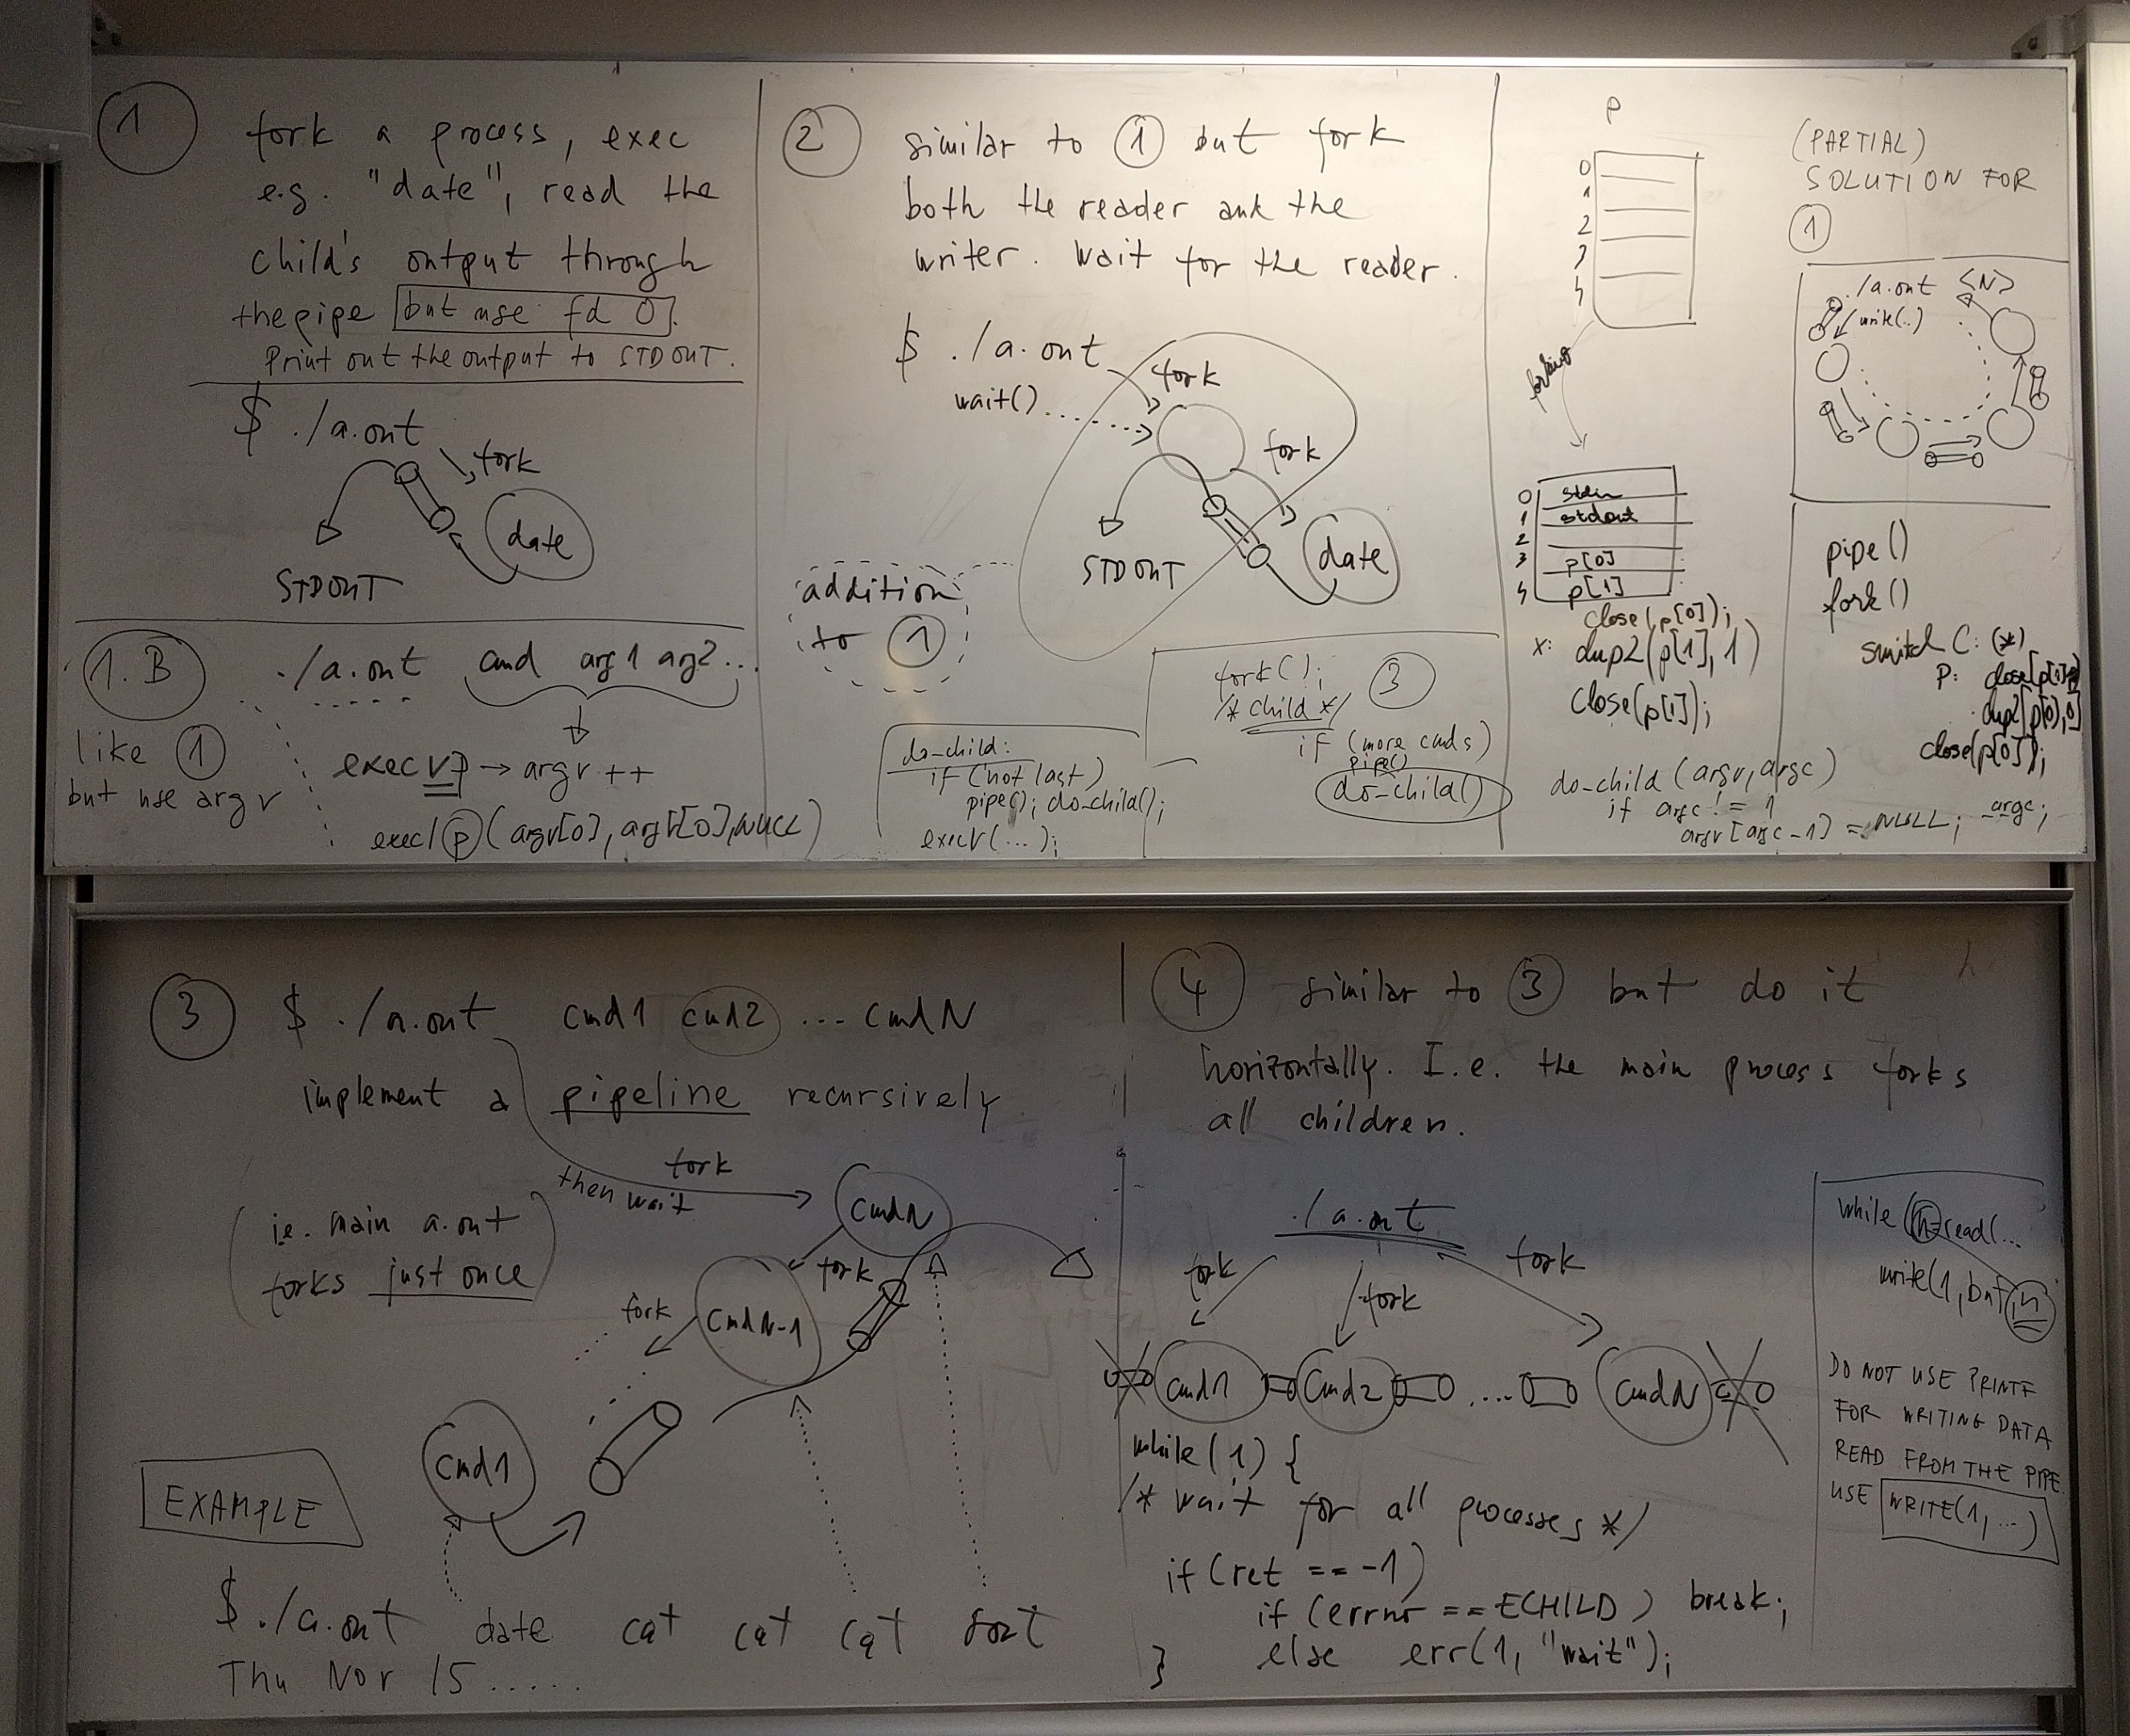 1
fork a process, exec
e.g. "date", read the
child's output through
the pipe but use fd 0.
Print out the output to STDOUT.
$ ./a.out
fork
date
STDOUT
1.B
./a.out cmd arg1 arg2...
like 1
but use argv
execvp → argv++
execlp(argv[0], argv[0], NULL)
2
similar to 1 but fork
both the reader and the
writer. Wait for the reader.
$ ./a.out
fork
wait()
fork
STDOUT
date
addition
to 1
do_child:
if (not last)
pipe(); do_child();
execv(...);
fork();
3
/* child */
if (more cmds)
pipe()
do_child()
P
0
1
2
3
4
0 stdin
1 stdout
2
3 p[0]
4 p[1]
close(p[0]);
x: dup2(p[1], 1)
close(p[1]);
(PARTIAL)
SOLUTION FOR
1
./a.out <N>
write(..)
pipe()
fork()
switch C: (*)
P: close(p[1])
dup2(p[0],0)
close(p[0]);
do_child(argv, argc)
if argc != 1
argv[argc-1] = NULL; argc;
3
$ ./a.out cmd1 cmd2 ... cmdN
implement a pipeline recursively
fork
then wait
cmdN
(i.e. main a.out
forks just once)
fork
cmdN-1
fork
cmd1
EXAMPLE
$ ./a.out date cat cat cat sort
Thu Nov 15.....
4
similar to 3 but do it
horizontally. I.e. the main process forks
all children.
./a.out
fork
fork
fork
cmd1 cmd2 ... cmdN
while(1) {
/* wait for all processes */
if (ret == -1)
if (errno == ECHILD) break;
else err(1, "wait");
}
while (n=read(...
write(1, buf, n)
DO NOT USE PRINTF
FOR WRITING DATA
READ FROM THE PIPE.
USE WRITE(1, ...)